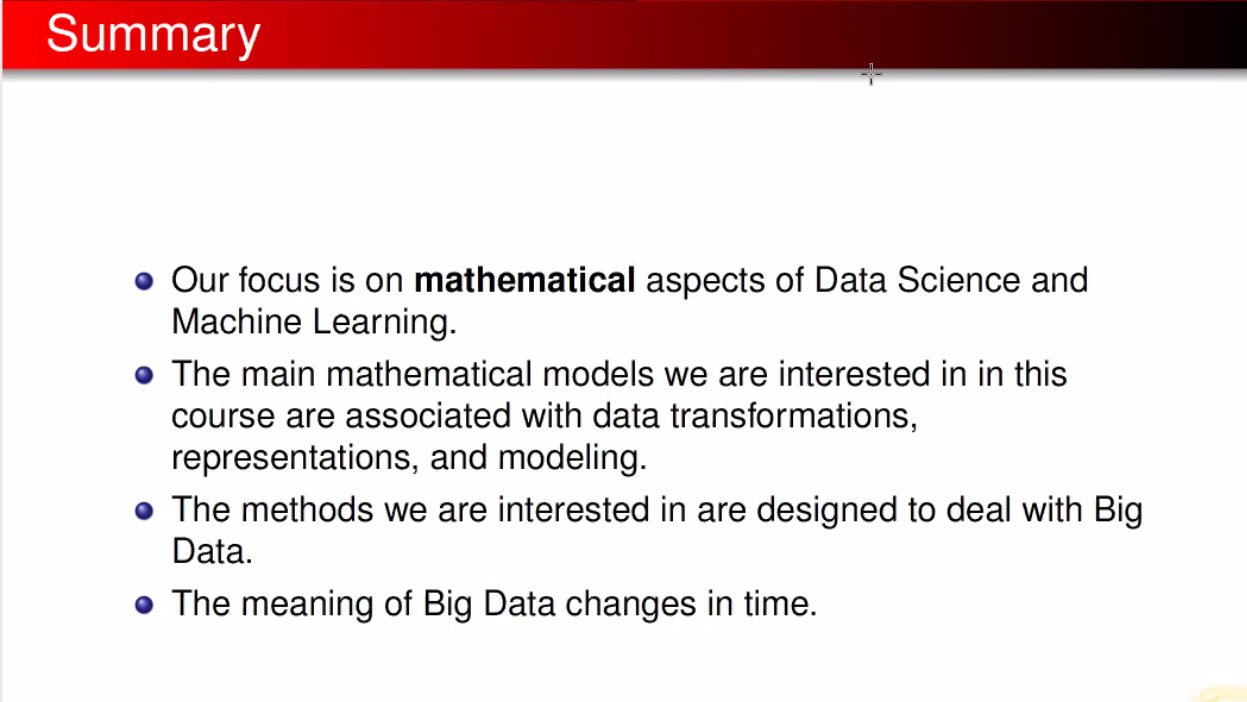 Summary
Our focus is on mathematical aspects of Data Science and
Machine Learning.
The main mathematical models we are interested in in this
course are associated with data transformations,
representations, and modeling.
The methods we are interested in are designed to deal with Big
Data.
The meaning of Big Data changes in time.